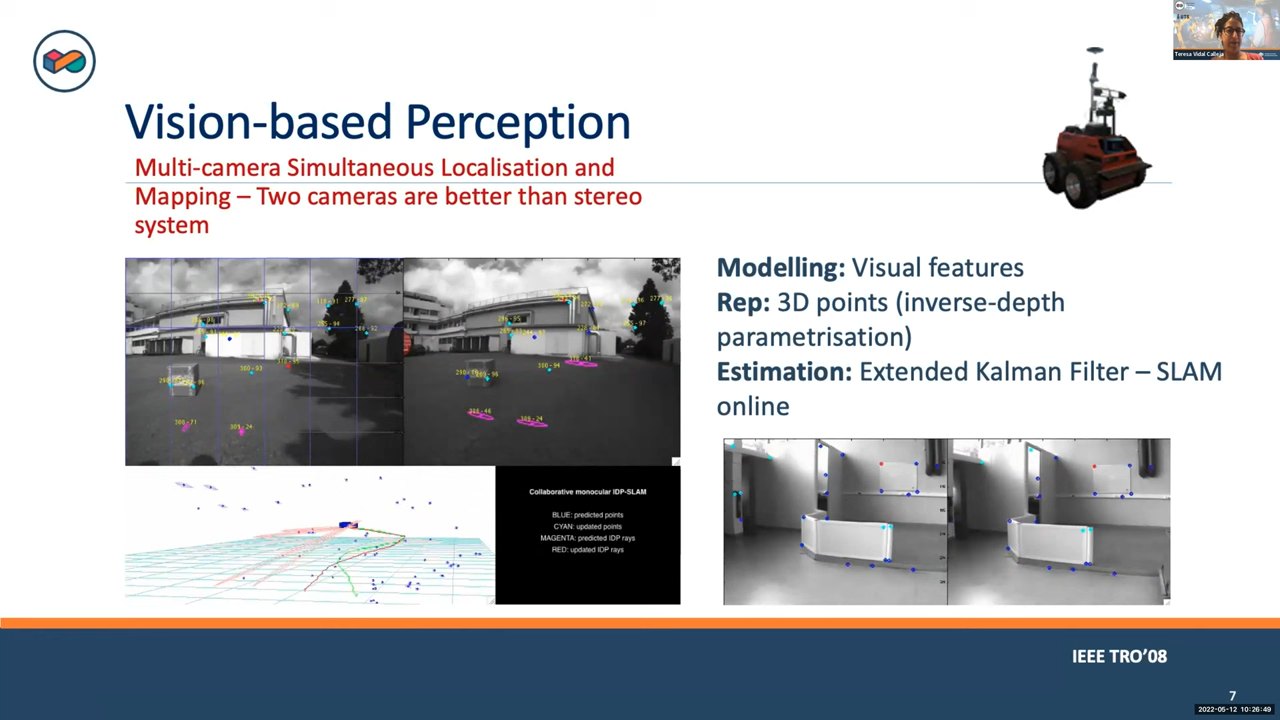 Teresa Vidal Calleja
Vision-based Perception
Multi-camera Simultaneous Localisation and
Mapping – Two cameras are better than stereo
system
Modelling: Visual features
Rep: 3D points (inverse-depth
parametrisation)
Estimation: Extended Kalman Filter – SLAM
online
Collaborative monocular IDP-SLAM
BLUE: predicted points
CYAN: updated points
MAGENTA: predicted IDP rays
RED: updated IDP rays
IEEE TRO’08
7
2022-05-12 10:26:49